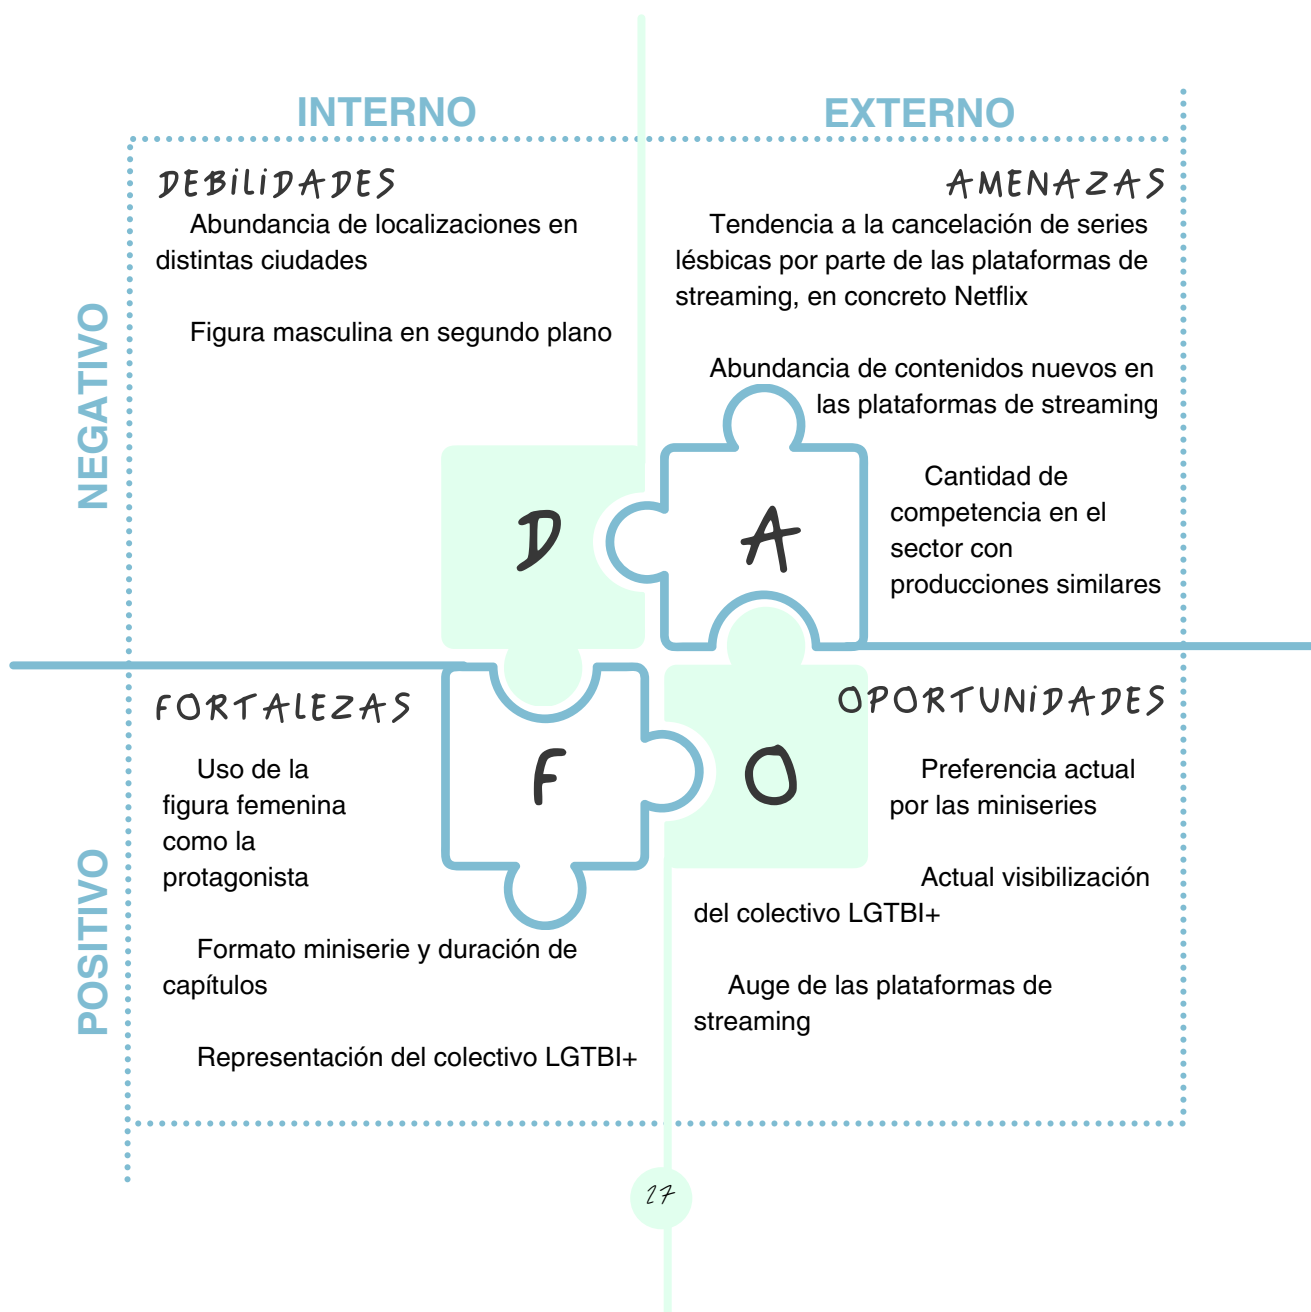 INTERNO
EXTERNO
NEGATIVO
DEBILIDADES
Abundancia de localizaciones en
distintas ciudades
Figura masculina en segundo plano
AMENAZAS
Tendencia a la cancelación de series
lésbicas por parte de las plataformas de
streaming, en concreto Netflix
Abundancia de contenidos nuevos en
las plataformas de streaming
Cantidad de
competencia en el
sector con
producciones similares
D
A
POSITIVO
FORTALEZAS
Uso de la
figura femenina
como la
protagonista
Formato miniserie y duración de
capítulos
Representación del colectivo LGTBI+
F
O
OPORTUNIDADES
Preferencia actual
por las miniseries
Actual visibilización
del colectivo LGTBI+
Auge de las plataformas de
streaming
27